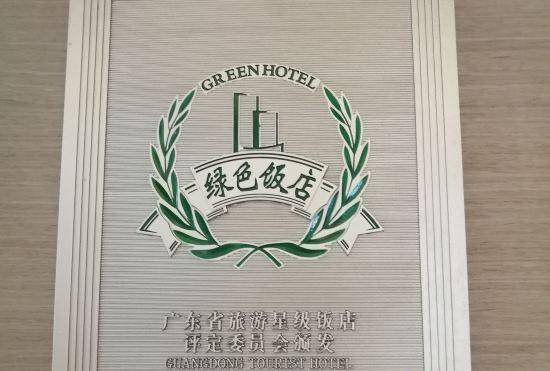 GREEN HOTEL
绿色饭店
广东省旅游星级饭店
评定委员会颁发
GUANGDONG TOURIST HOTEL